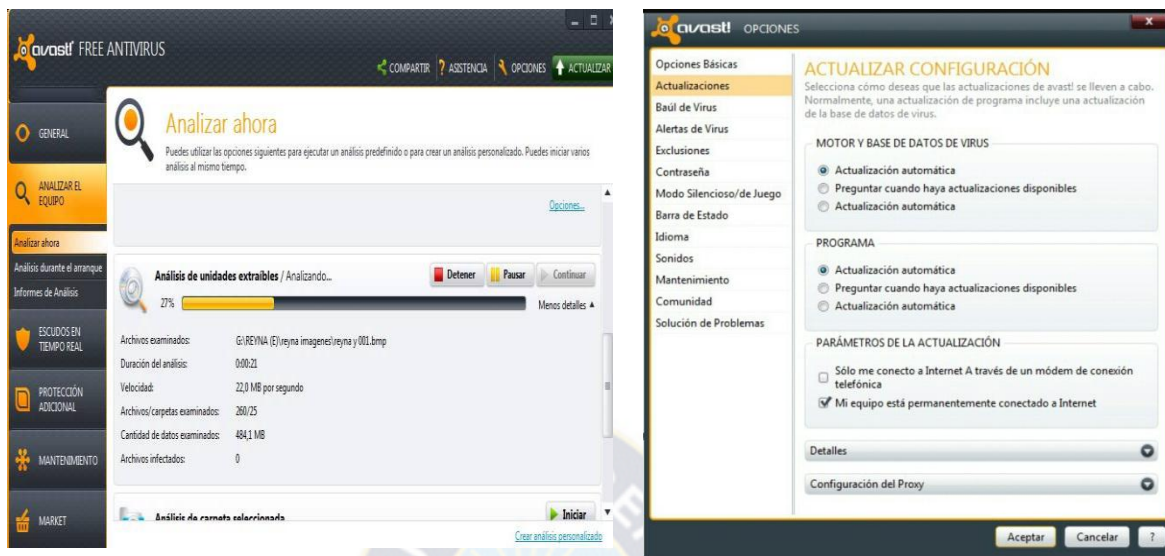 avast! FREE ANTIVIRUS
COMPARTIR ? ASISTENCIA OPCIONES ACTUALIZAR
GENERAL
ANALIZAR EL
EQUIPO
Analizar ahora
Análisis durante el arranque
Informes de Análisis
ESCUDOS EN
TIEMPO REAL
PROTECCIÓN
ADICIONAL
MANTENIMIENTO
MARKET
Analizar ahora
Puedes utilizar las opciones siguientes para ejecutar un análisis predefinido o para crear un análisis personalizado. Puedes iniciar varios
análisis al mismo tiempo.
Opciones...
Análisis de unidades extraíbles / Analizando...
Detener Pausar Continuar
27% Menos detalles
Archivos examinados: G:\REYNA (E)\reyna imagenes\reyna y 001.bmp
Duración del análisis: 0:00:21
Velocidad: 22,0 MB por segundo
Archivos/carpetas examinados: 260/25
Cantidad de datos examinados: 484,1 MB
Archivos infectados: 0
Análisis de carpeta seleccionada
Iniciar
Crear análisis personalizado
avast! OPCIONES
Opciones Básicas
Actualizaciones
Baúl de Virus
Alertas de Virus
Exclusiones
Contraseña
Modo Silencioso/de Juego
Barra de Estado
Idioma
Sonidos
Mantenimiento
Comunidad
Solución de Problemas
ACTUALIZAR CONFIGURACIÓN
Selecciona cómo deseas que las actualizaciones de avast! se lleven a cabo.
Normalmente, una actualización de programa incluye una actualización
de la base de datos de virus.
MOTOR Y BASE DE DATOS DE VIRUS
Actualización automática
Preguntar cuando haya actualizaciones disponibles
Actualización automática
PROGRAMA
Actualización automática
Preguntar cuando haya actualizaciones disponibles
Actualización automática
PARÁMETROS DE LA ACTUALIZACIÓN
Sólo me conecto a Internet A través de un módem de conexión
telefónica
Mi equipo está permanentemente conectado a Internet
Detalles
Configuración del Proxy
Aceptar Cancelar ?